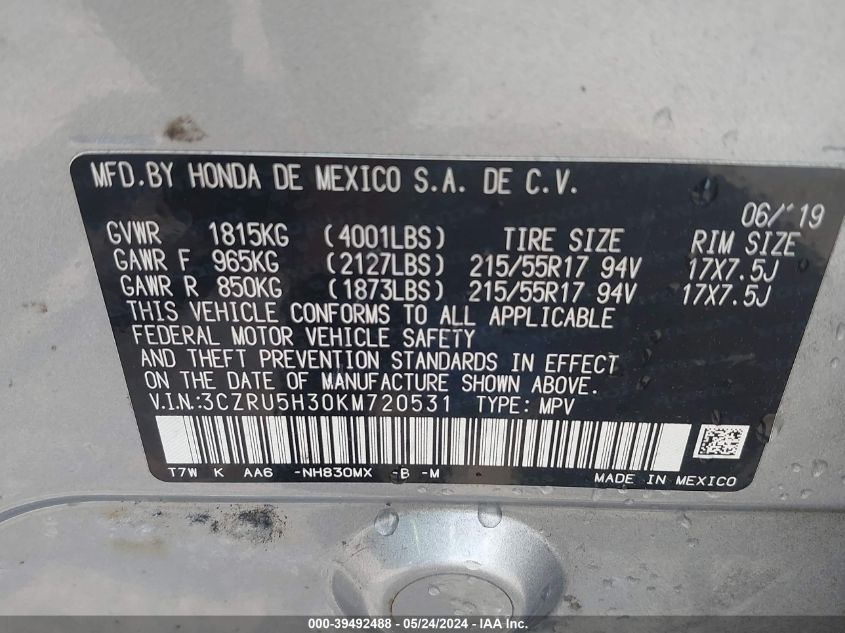 MFD.BY HONDA DE MEXICO S.A. DE C.V.
06/'19
GVWR 1815KG (4001LBS) TIRE SIZE RIM SIZE
GAWR F 965KG (2127LBS) 215/55R17 94V 17X7.5J
GAWR R 850KG (1873LBS) 215/55R17 94V 17X7.5J
THIS VEHICLE CONFORMS TO ALL APPLICABLE
FEDERAL MOTOR VEHICLE SAFETY
AND THEFT PREVENTION STANDARDS IN EFFECT
ON THE DATE OF MANUFACTURE SHOWN ABOVE.
V.I.N.:3CZRU5H30KM720531 TYPE: MPV
T7W K AA6 -NH830MX -B -M MADE IN MEXICO
000-39492488 - 05/24/2024 - IAA Inc.